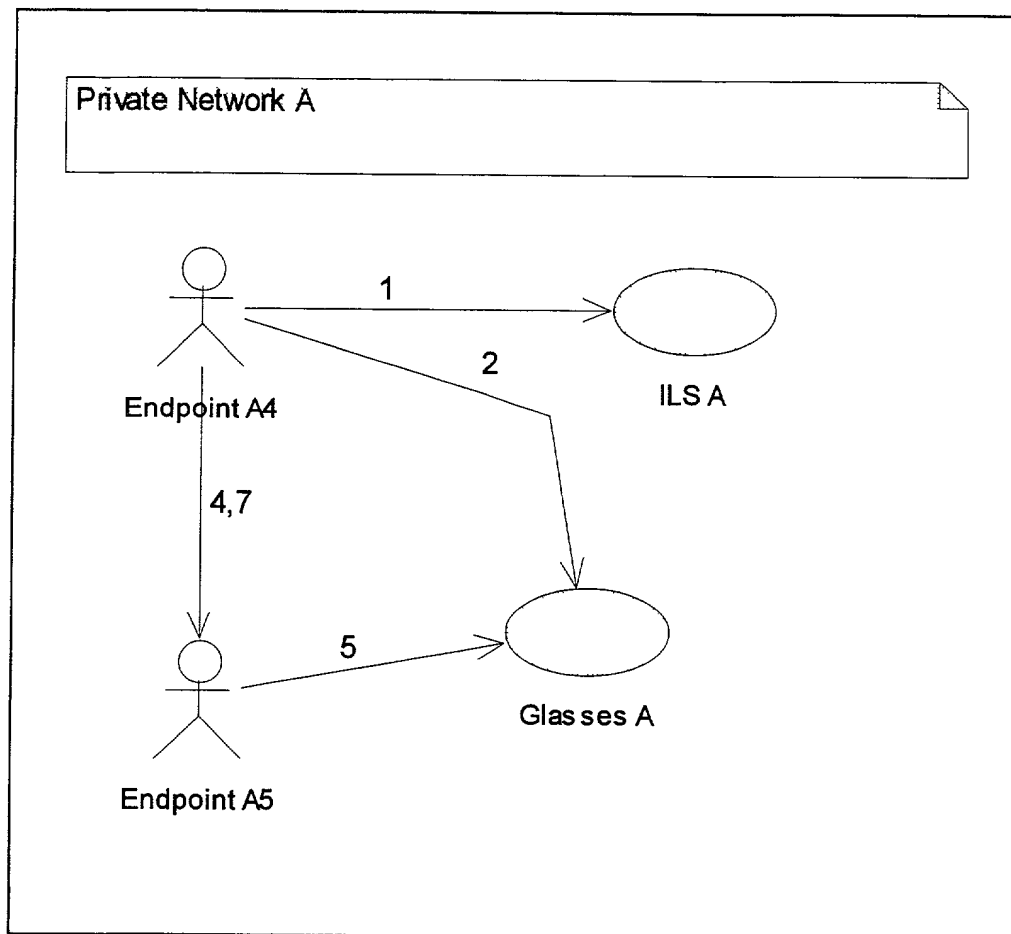 Private Network A
1
2
ILS A
Endpoint A4
4,7
5
Glasses A
Endpoint A5